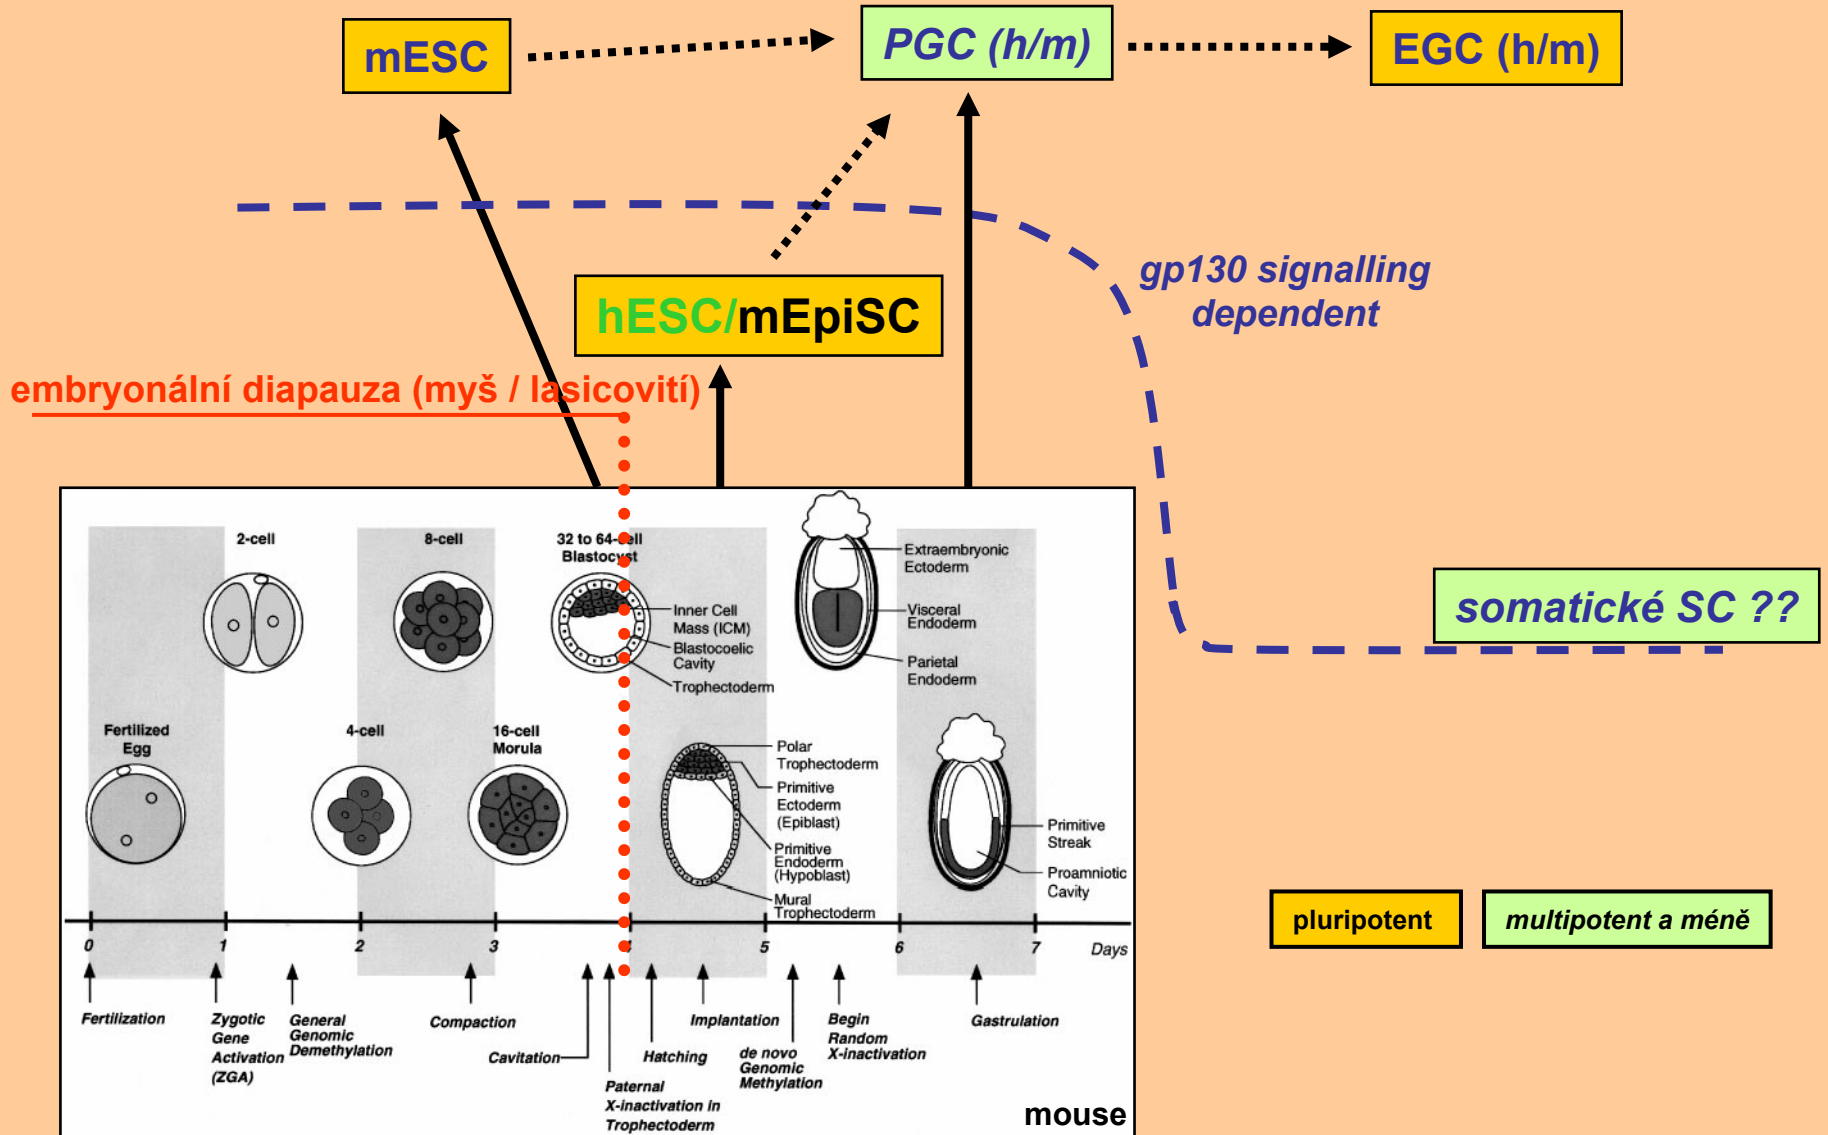 mESC
PGC (h/m)
EGC (h/m)
gp130 signalling
dependent
hESC/mEpiSC
embryonální diapauza (myš / lasicovití)
somatické SC ??
2-cell
8-cell
32 to 64-cell
Blastocyst
Inner Cell
Mass (ICM)
Blastocoelic
Cavity
Trophectoderm
Extraembryonic
Ectoderm
Visceral
Endoderm
Parietal
Endoderm
Fertilized
Egg
4-cell
16-cell
Morula
Polar
Trophectoderm
Primitive
Ectoderm
(Epiblast)
Primitive
Endoderm
(Hypoblast)
Mural
Trophectoderm
Primitive
Streak
Proamniotic
Cavity
0 1 2 3 4 5 6 7 Days
Fertilization
Zygotic
Gene
Activation
(ZGA)
General
Genomic
Demethylation
Compaction
Cavitation
Paternal
X-inactivation in
Trophectoderm
Hatching
Implantation
de novo
Genomic
Methylation
Begin
Random
X-inactivation
Gastrulation
mouse
pluripotent
multipotent a méně